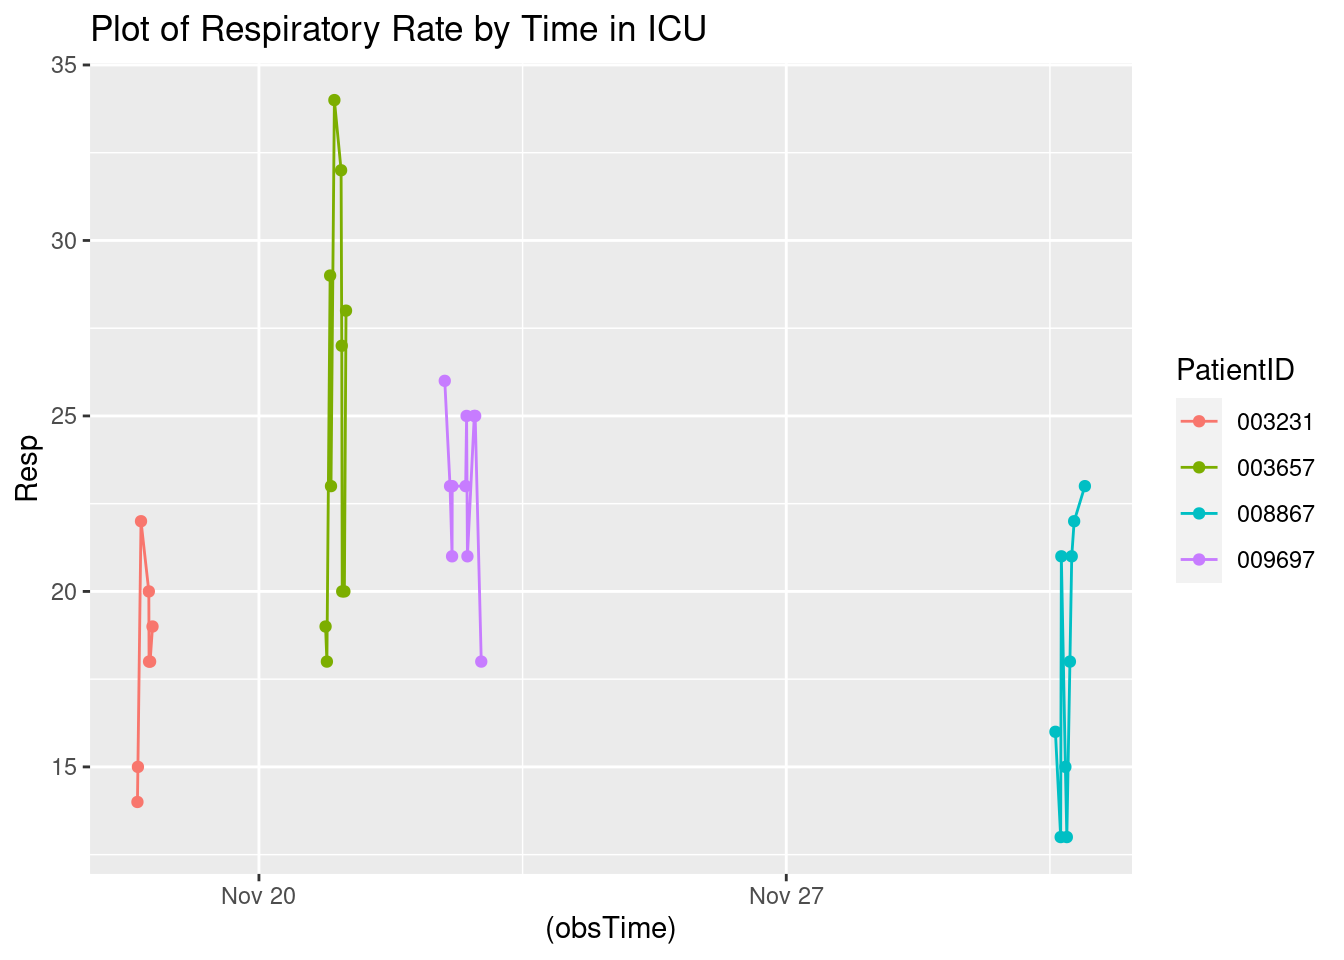 Plot of Respiratory Rate by Time in ICU
35
30
25
20
15
Resp
Nov 20
Nov 27
(obsTime)
PatientID
003231
003657
008867
009697